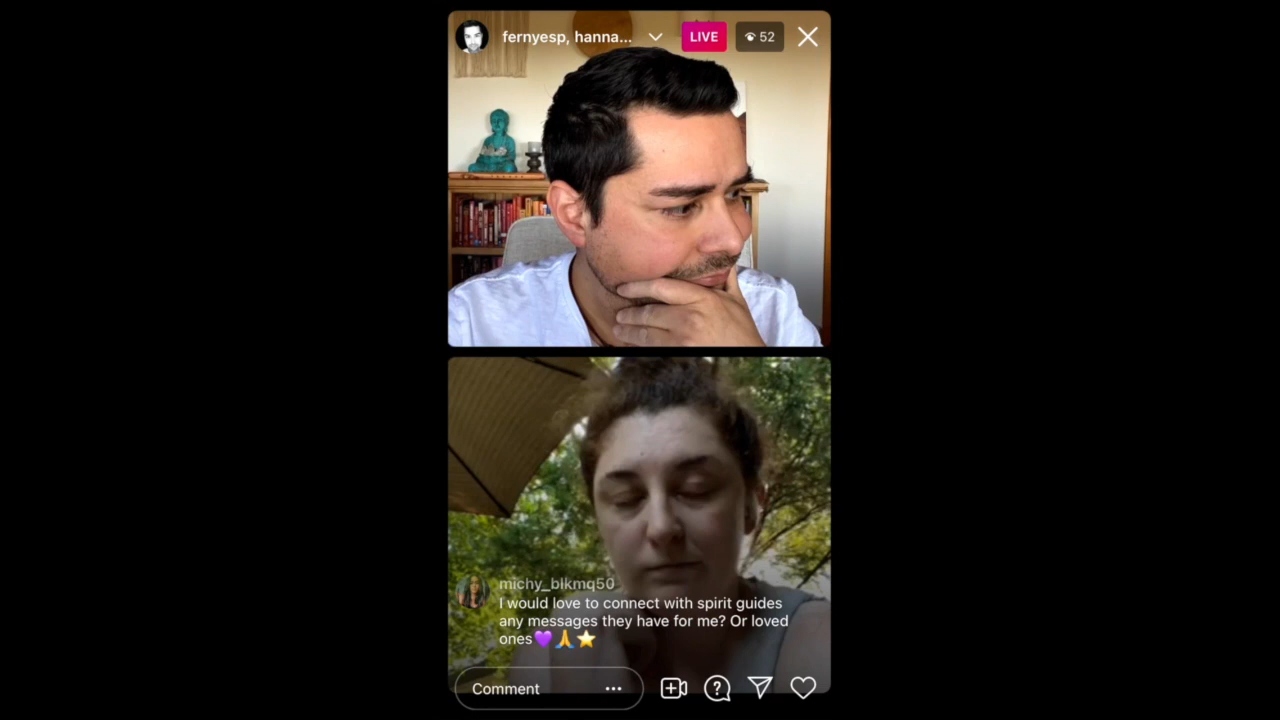 fernyesp, hanna...
LIVE
52
michy_blkmq50
I would love to connect with spirit guides
any messages they have for me? Or loved
ones💜🙏⭐
Comment